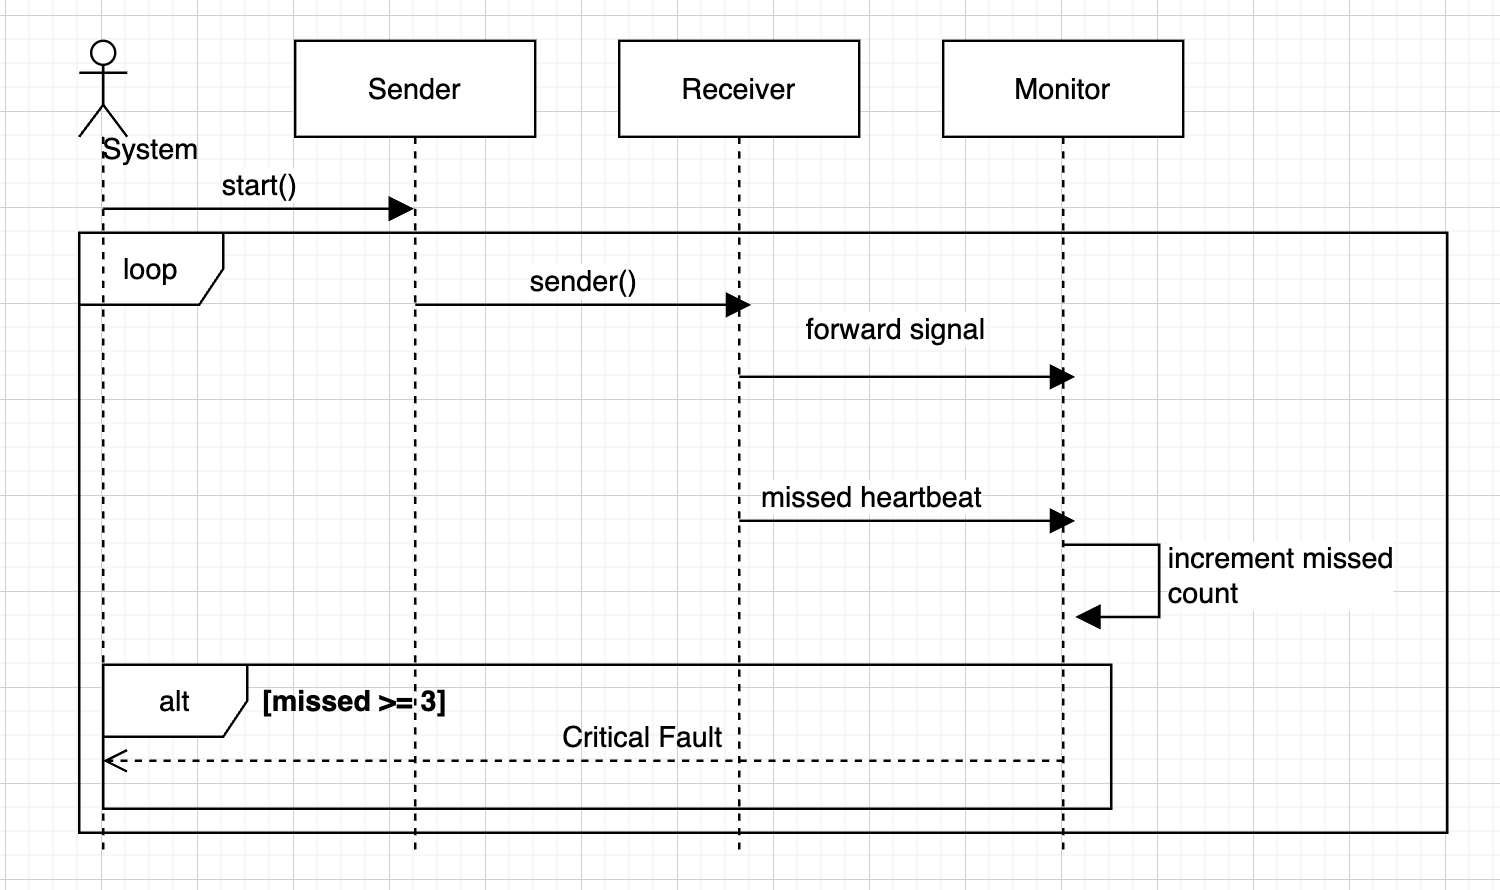 Sender
Receiver
Monitor
System
start()
loop
sender()
forward signal
missed heartbeat
increment missed
count
alt
[missed >= 3]
Critical Fault